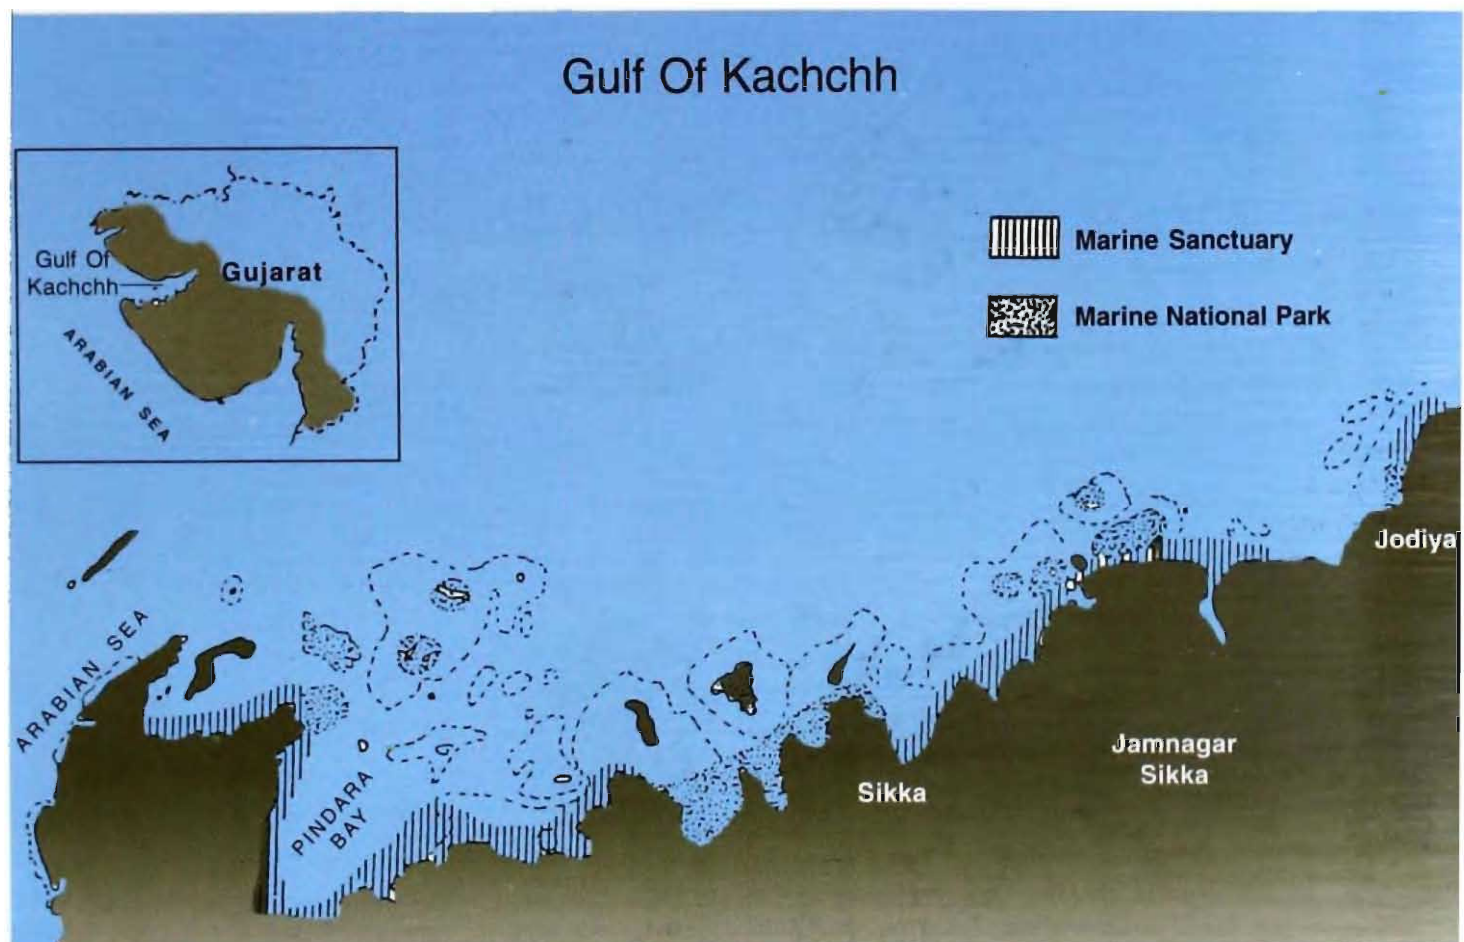 Gulf Of Kachchh
Gulf Of
Kachchh
Gujarat
ARABIAN SEA
Marine Sanctuary
Marine National Park
Jodiya
ARABIAN SEA
PINDARA
BAY
Sikka
Jamnagar
Sikka